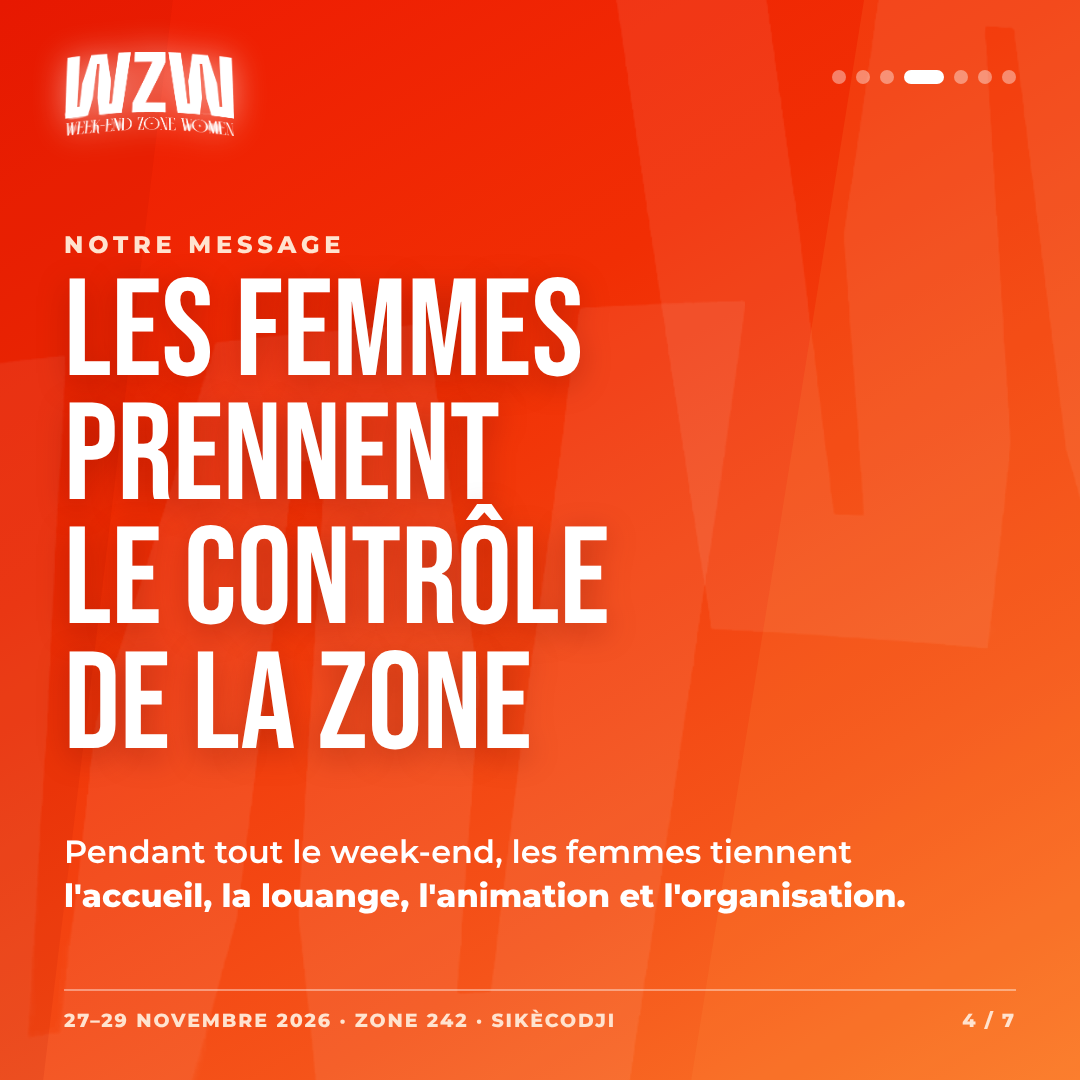 WZW
WEEK-END ZONE WOMEN
NOTRE MESSAGE
LES FEMMES
PRENNENT
LE CONTRÔLE
DE LA ZONE
Pendant tout le week-end, les femmes tiennent
l'accueil, la louange, l'animation et l'organisation.
27–29 NOVEMBRE 2026 · ZONE 242 · SIKÈCODJI
4 / 7